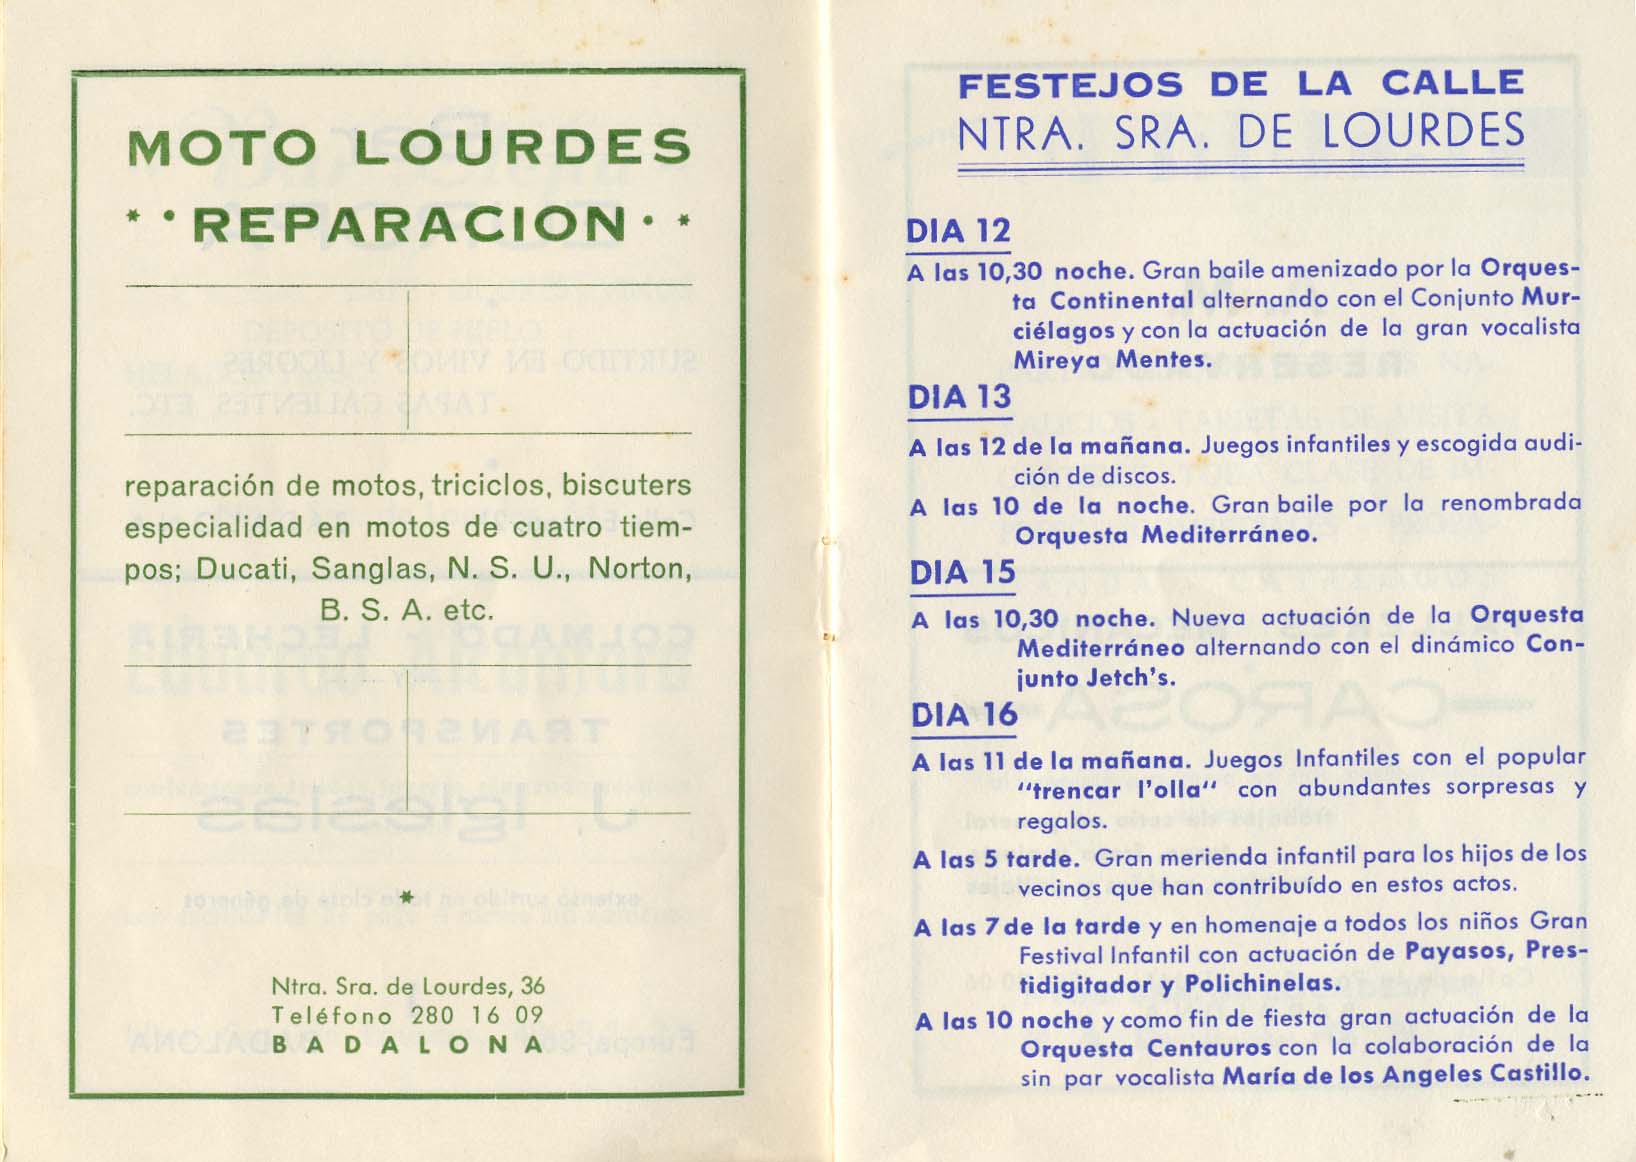 MOTO LOURDES
* • REPARACION • *
reparación de motos, triciclos, biscuters
especialidad en motos de cuatro tiem-
pos; Ducati, Sanglas, N. S. U., Norton,
B. S. A. etc.
*
Ntra. Sra. de Lourdes, 36
Teléfono 280 16 09
BADALONA
FESTEJOS DE LA CALLE
NTRA. SRA. DE LOURDES
DIA 12
A las 10,30 noche. Gran baile amenizado por la Orques-
ta Continental alternando con el Conjunto Mur-
ciélagos y con la actuación de la gran vocalista
Mireya Mentes.
DIA 13
A las 12 de la mañana. Juegos infantiles y escogida audi-
ción de discos.
A las 10 de la noche. Gran baile por la renombrada
Orquesta Mediterráneo.
DIA 15
A las 10,30 noche. Nueva actuación de la Orquesta
Mediterráneo alternando con el dinámico Con-
junto Jetch's.
DIA 16
A las 11 de la mañana. Juegos Infantiles con el popular
"trencar l'olla" con abundantes sorpresas y
regalos.
A las 5 tarde. Gran merienda infantil para los hijos de los
vecinos que han contribuído en estos actos.
A las 7 de la tarde y en homenaje a todos los niños Gran
Festival Infantil con actuación de Payasos, Pres-
tidigitador y Polichinelas.
A las 10 noche y como fin de fiesta gran actuación de la
Orquesta Centauros con la colaboración de la
sin par vocalista María de los Angeles Castillo.